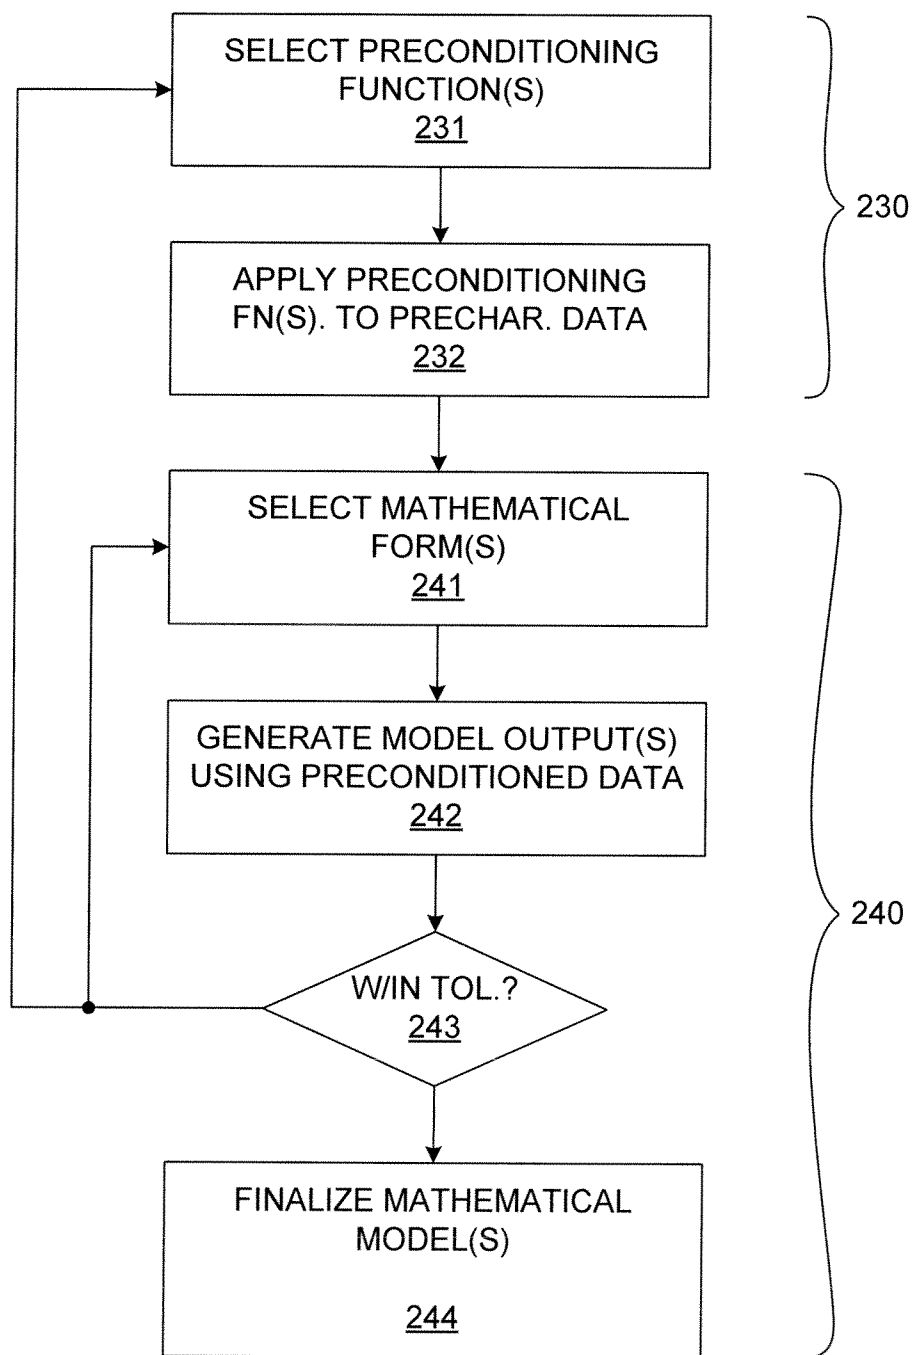 SELECT PRECONDITIONING
FUNCTION(S)
231
230
APPLY PRECONDITIONING
FN(S). TO PRECHAR. DATA
232
SELECT MATHEMATICAL
FORM(S)
241
GENERATE MODEL OUTPUT(S)
USING PRECONDITIONED DATA
242
240
W/IN TOL.?
243
FINALIZE MATHEMATICAL
MODEL(S)
244